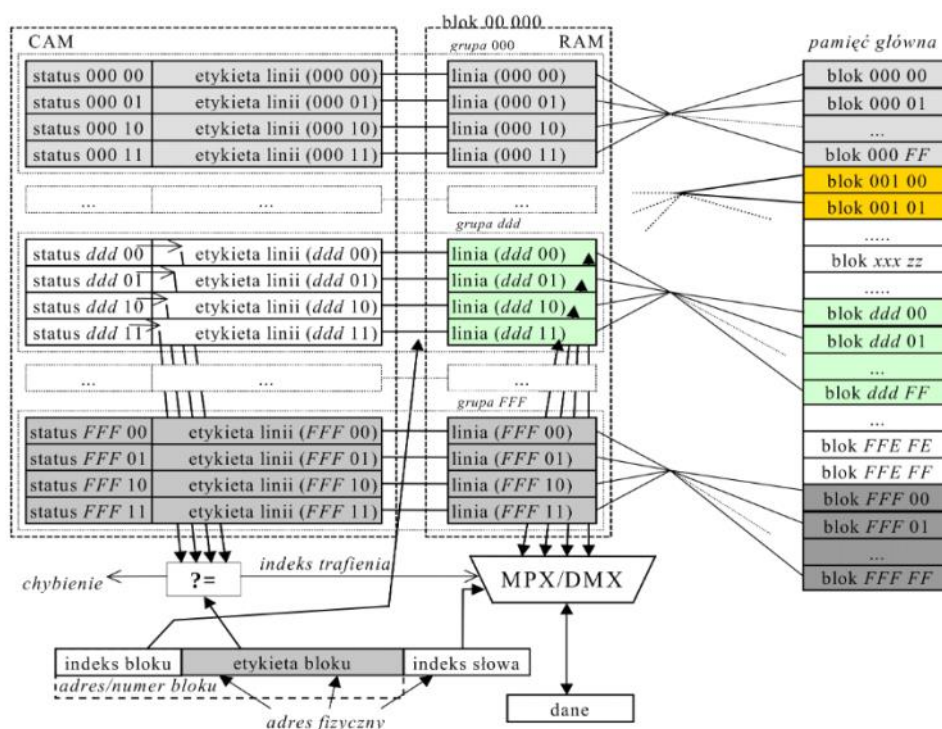 blok 00 000
CAM
grupa 000
RAM
pamięć główna
status 000 00 etykieta linii (000 00) linia (000 00) blok 000 00
status 000 01 etykieta linii (000 01) linia (000 01) blok 000 01
status 000 10 etykieta linii (000 10) linia (000 10) ...
status 000 11 etykieta linii (000 11) linia (000 11) blok 000 FF
blok 001 00
... ... ... blok 001 01
grupa ddd .....
status ddd 00 etykieta linii (ddd 00) linia (ddd 00) blok xxx zz
status ddd 01 etykieta linii (ddd 01) linia (ddd 01) .....
status ddd 10 etykieta linii (ddd 10) linia (ddd 10) blok ddd 00
status ddd 11 etykieta linii (ddd 11) linia (ddd 11) blok ddd 01
...
... ... ... blok ddd FF
grupa FFF ...
status FFF 00 etykieta linii (FFF 00) linia (FFF 00) blok FFE FE
status FFF 01 etykieta linii (FFF 01) linia (FFF 01) blok FFE FF
status FFF 10 etykieta linii (FFF 10) linia (FFF 10) blok FFF 00
status FFF 11 etykieta linii (FFF 11) linia (FFF 11) blok FFF 01
...
blok FFF FF
chybienie
?=
indeks trafienia
MPX/DMX
indeks bloku etykieta bloku indeks słowa
adres/numer bloku
adres fizyczny
dane